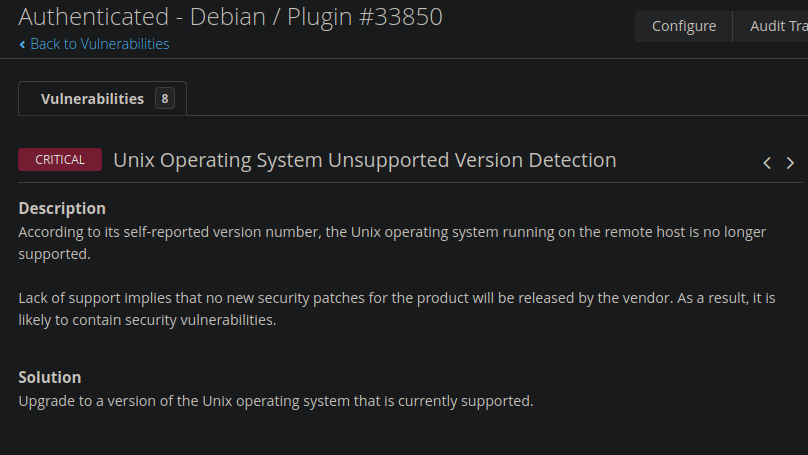 Authenticated - Debian / Plugin #33850
Configure
Audit Tra
‹ Back to Vulnerabilities
Vulnerabilities 8
CRITICAL Unix Operating System Unsupported Version Detection
Description
According to its self-reported version number, the Unix operating system running on the remote host is no longer
supported.
Lack of support implies that no new security patches for the product will be released by the vendor. As a result, it is
likely to contain security vulnerabilities.
Solution
Upgrade to a version of the Unix operating system that is currently supported.